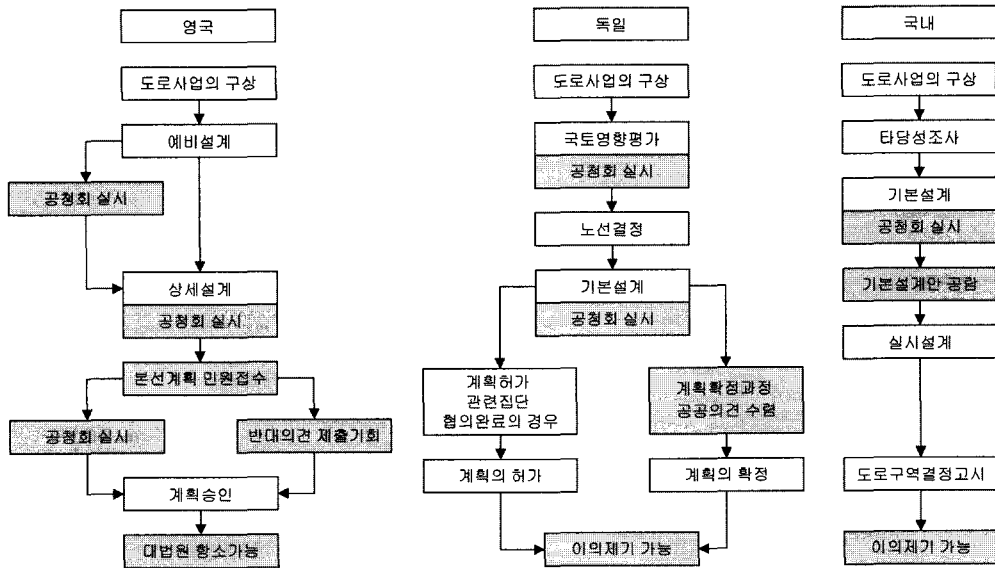 영국
도로사업의 구상
예비설계
공청회 실시
상세설계
공청회 실시
본선계획 민원접수
공청회 실시
반대의견 제출기회
계획승인
대법원 항소가능
독일
도로사업의 구상
국토영향평가
공청회 실시
노선결정
기본설계
공청회 실시
계획허가
관련집단
협의완료의 경우
계획확정과정
공공의견 수렴
계획의 허가
계획의 확정
이의제기 가능
국내
도로사업의 구상
타당성조사
기본설계
공청회 실시
기본설계안 공람
실시설계
도로구역결정고시
이의제기 가능